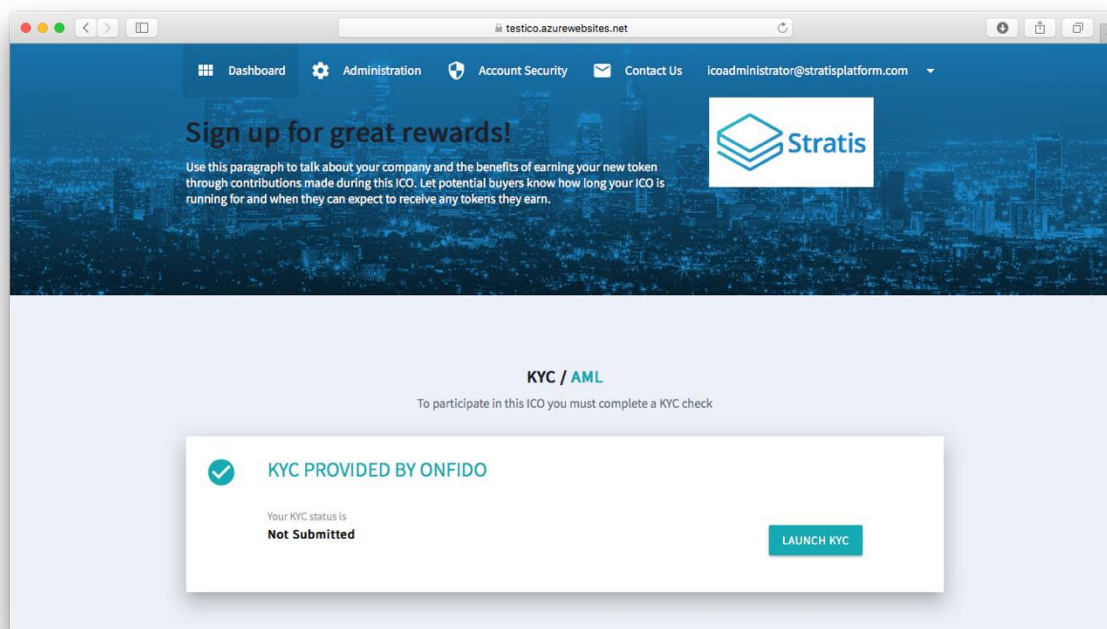 testico.azurewebsites.net
Dashboard
Administration
Account Security
Contact Us
icoadministrator@stratisplatform.com
Sign up for great rewards!
Stratis
Use this paragraph to talk about your company and the benefits of earning your new token
through contributions made during this ICO. Let potential buyers know how long your ICO is
running for and when they can expect to receive any tokens they earn.
KYC / AML
To participate in this ICO you must complete a KYC check
KYC PROVIDED BY ONFIDO
Your KYC status is
Not Submitted
LAUNCH KYC